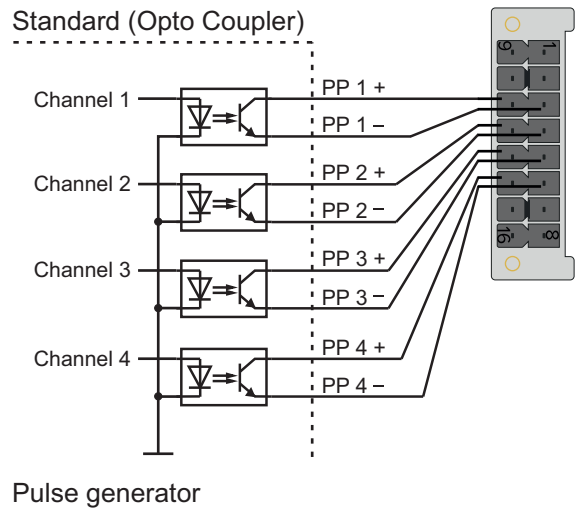 Standard (Opto Coupler)
9 1
Channel 1
PP 1 +
PP 1 –
Channel 2
PP 2 +
PP 2 –
Channel 3
PP 3 +
PP 3 –
16 8
Channel 4
PP 4 +
PP 4 –
Pulse generator